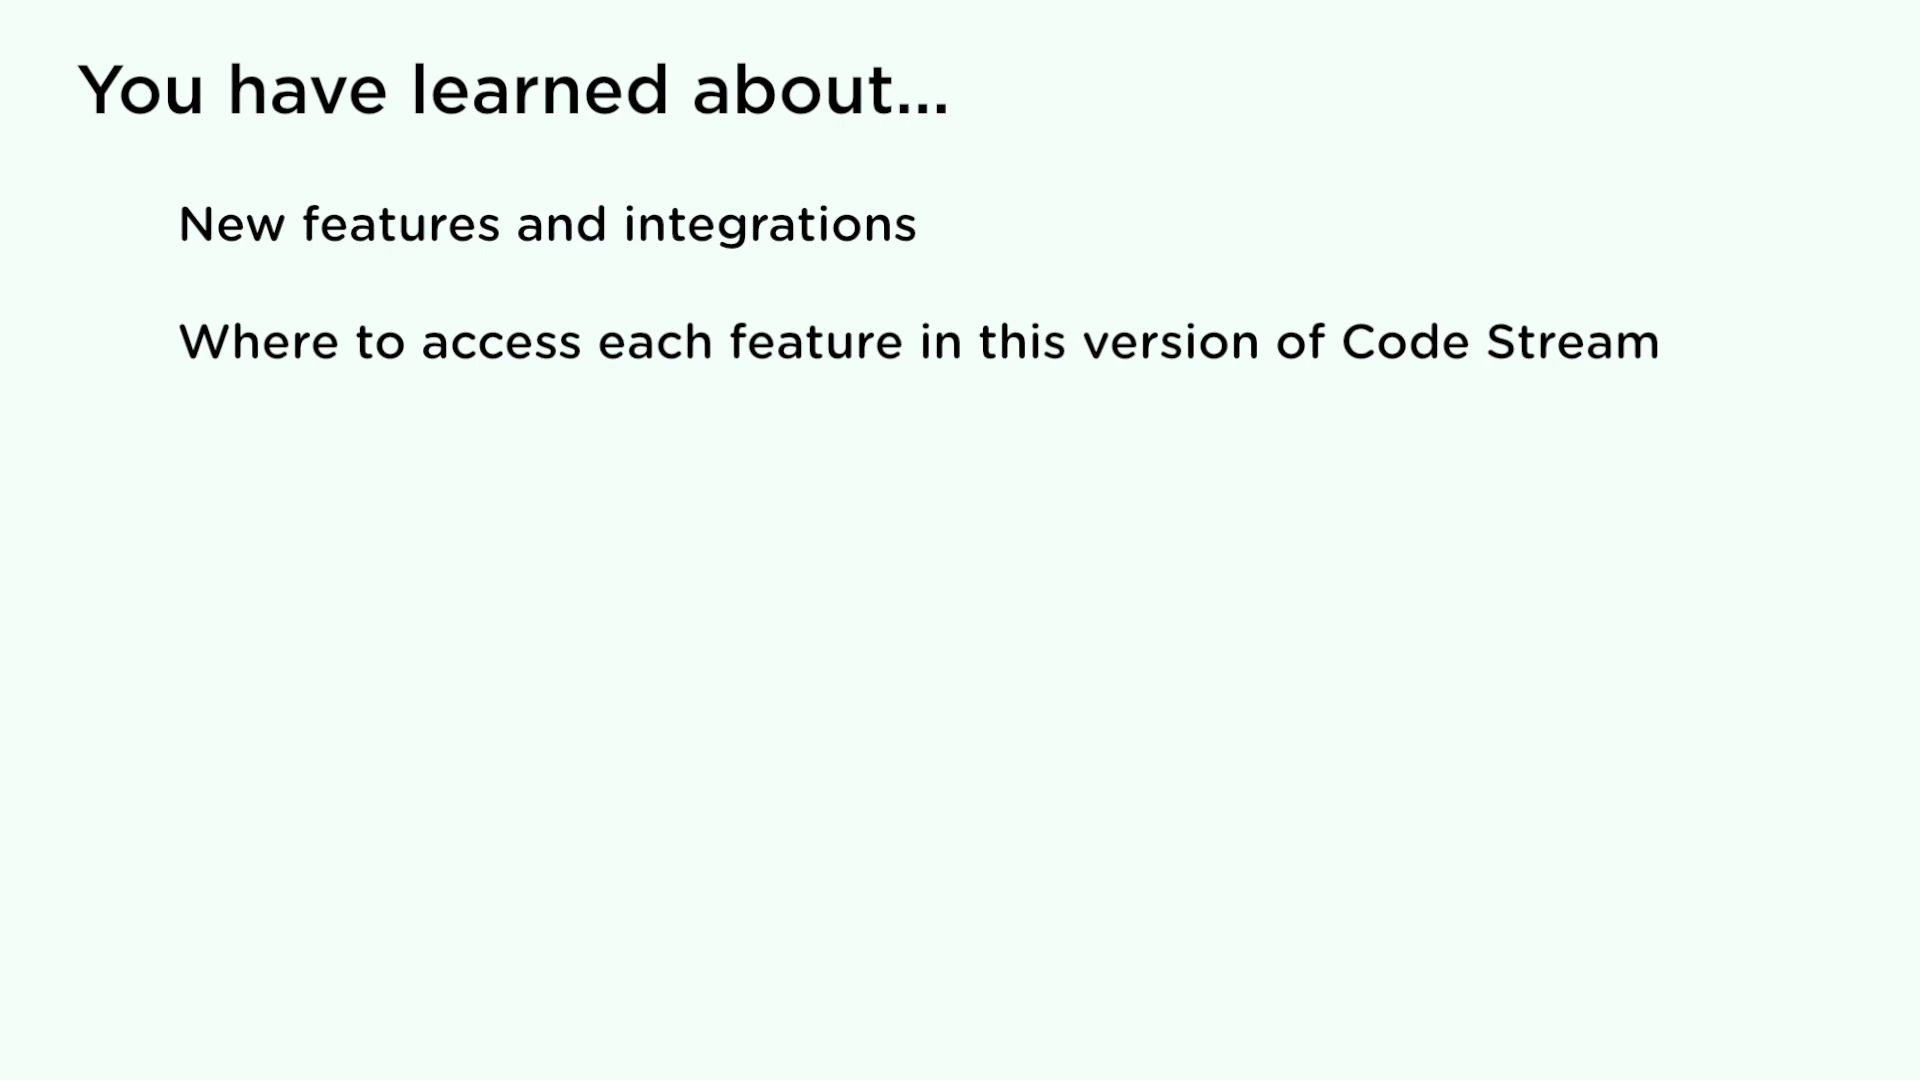 You have learned about...
New features and integrations
Where to access each feature in this version of Code Stream